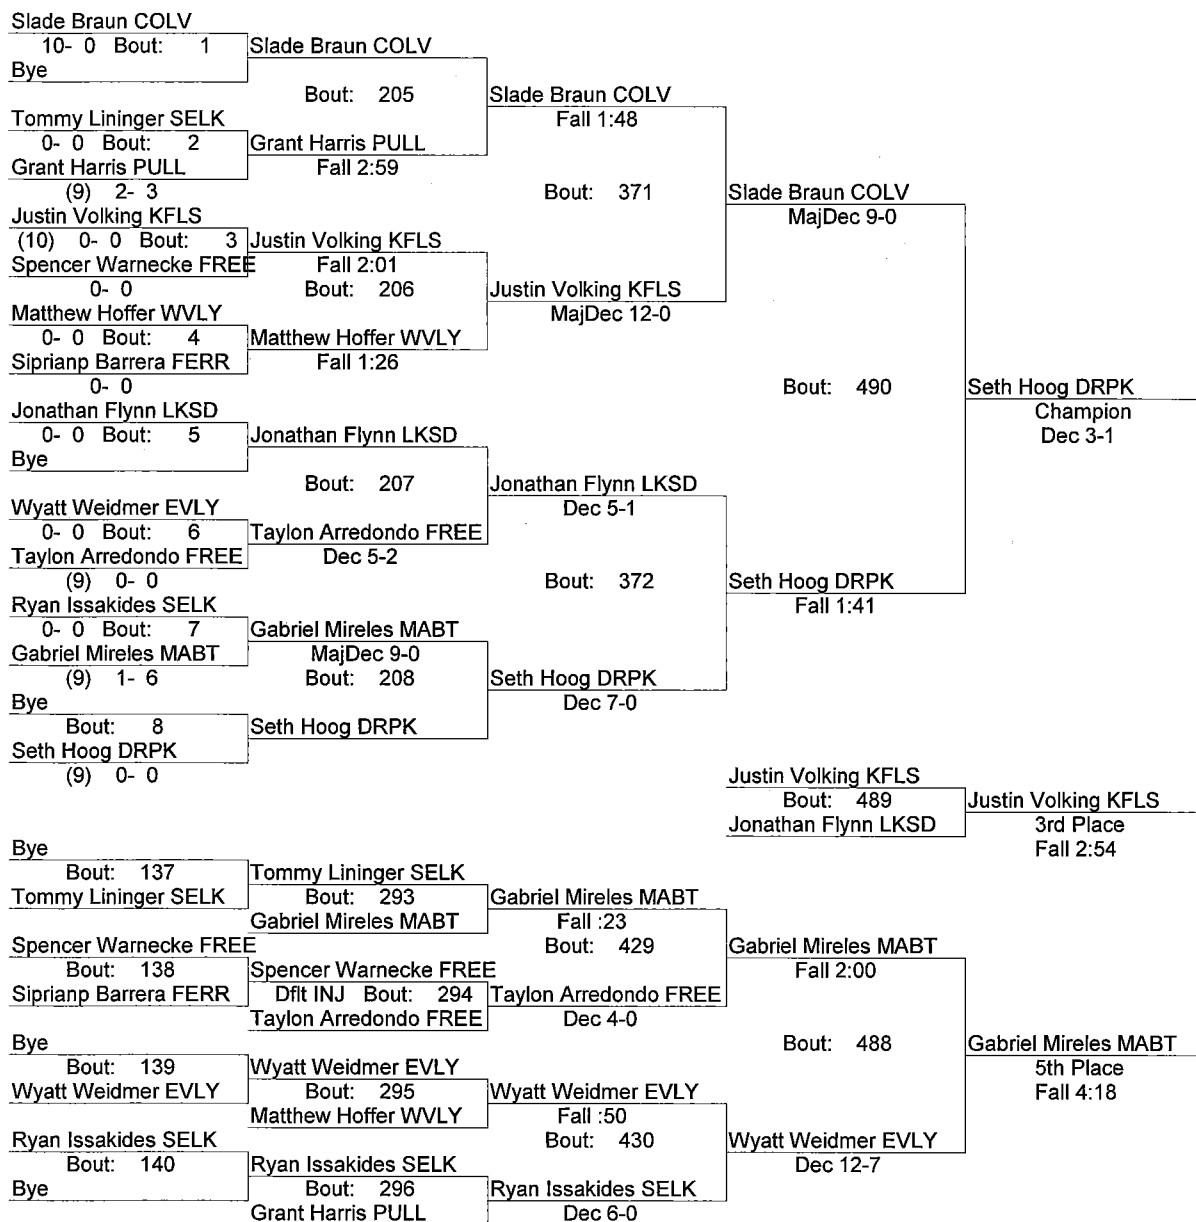 Slade Braun COLV
10- 0 Bout: 1 Slade Braun COLV
Bye
Bout: 205 Slade Braun COLV
Tommy Lininger SELK Fall 1:48
0- 0 Bout: 2 Grant Harris PULL
Grant Harris PULL Fall 2:59
(9) 2- 3 Bout: 371 Slade Braun COLV
Justin Volking KFLS MajDec 9-0
(10) 0- 0 Bout: 3 Justin Volking KFLS
Spencer Warnecke FREE Fall 2:01
0- 0 Bout: 206 Justin Volking KFLS
Matthew Hoffer WVLY MajDec 12-0
0- 0 Bout: 4 Matthew Hoffer WVLY
Siprianp Barrera FERR Fall 1:26
0- 0 Bout: 490 Seth Hoog DRPK
Jonathan Flynn LKSD Champion
0- 0 Bout: 5 Jonathan Flynn LKSD Dec 3-1
Bye
Bout: 207 Jonathan Flynn LKSD
Wyatt Weidmer EVLY Dec 5-1
0- 0 Bout: 6 Taylon Arredondo FREE
Taylon Arredondo FREE Dec 5-2
(9) 0- 0 Bout: 372 Seth Hoog DRPK
Ryan Issakides SELK Fall 1:41
0- 0 Bout: 7 Gabriel Mireles MABT
Gabriel Mireles MABT MajDec 9-0
(9) 1- 6 Bout: 208 Seth Hoog DRPK
Bye Dec 7-0
Bout: 8 Seth Hoog DRPK
Seth Hoog DRPK
(9) 0- 0 Justin Volking KFLS
Bout: 489 Justin Volking KFLS
Jonathan Flynn LKSD 3rd Place
Bye Fall 2:54
Bout: 137 Tommy Lininger SELK
Tommy Lininger SELK Bout: 293 Gabriel Mireles MABT
Gabriel Mireles MABT Fall :23
Spencer Warnecke FREE Bout: 429 Gabriel Mireles MABT
Bout: 138 Spencer Warnecke FREE Fall 2:00
Siprianp Barrera FERR Dflt INJ Bout: 294 Taylon Arredondo FREE
Taylon Arredondo FREE Dec 4-0
Bye Bout: 488 Gabriel Mireles MABT
Bout: 139 Wyatt Weidmer EVLY 5th Place
Wyatt Weidmer EVLY Bout: 295 Wyatt Weidmer EVLY Fall 4:18
Matthew Hoffer WVLY Fall :50
Ryan Issakides SELK Bout: 430 Wyatt Weidmer EVLY
Bout: 140 Ryan Issakides SELK Dec 12-7
Bye Bout: 296 Ryan Issakides SELK
Grant Harris PULL Dec 6-0